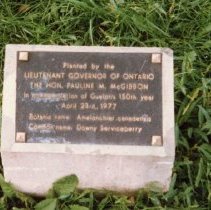 Planted by the
LIEUTENANT GOVERNOR OF ONTARIO
THE HON. PAULINE M. McGIBBON
in commemoration of Guelph's 150th year
April 23rd, 1977
Botanic name: Amelanchier canadensis
Common name: Downy Serviceberry